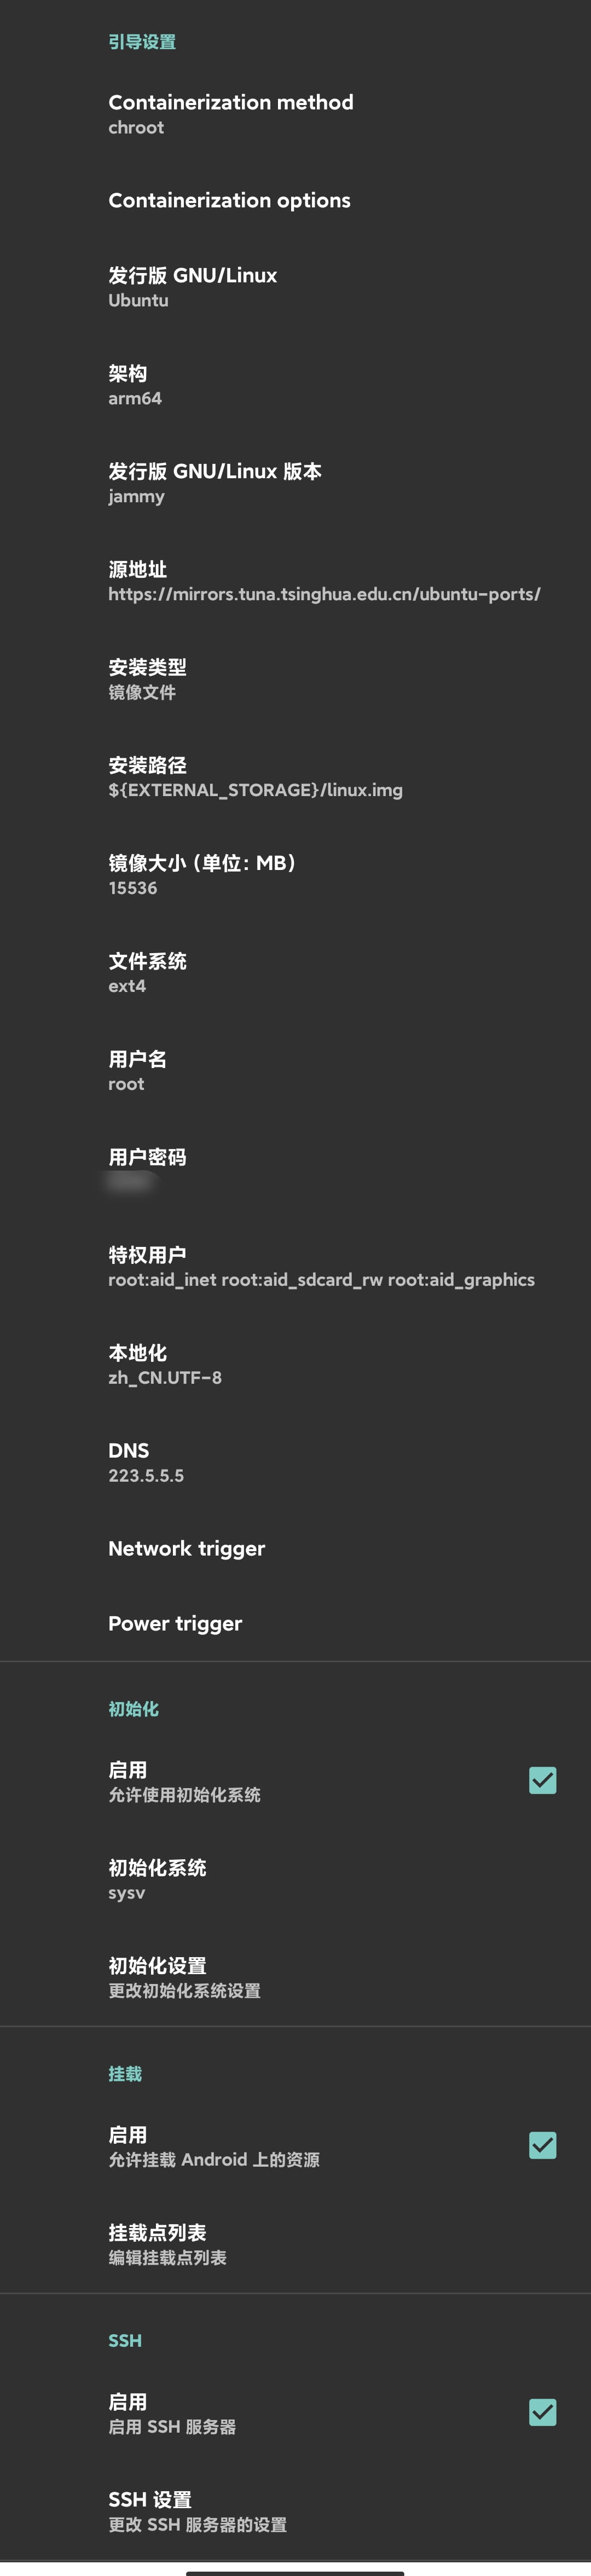 引导设置
Containerization method
chroot
Containerization options
发行版 GNU/Linux
Ubuntu
架构
arm64
发行版 GNU/Linux 版本
jammy
源地址
https://mirrors.tuna.tsinghua.edu.cn/ubuntu-ports/
安装类型
镜像文件
安装路径
${EXTERNAL_STORAGE}/linux.img
镜像大小（单位：MB）
15536
文件系统
ext4
用户名
root
用户密码
特权用户
root:aid_inet root:aid_sdcard_rw root:aid_graphics
本地化
zh_CN.UTF-8
DNS
223.5.5.5
Network trigger
Power trigger
初始化
启用
允许使用初始化系统
初始化系统
sysv
初始化设置
更改初始化系统设置
挂载
启用
允许挂载 Android 上的资源
挂载点列表
编辑挂载点列表
SSH
启用
启用 SSH 服务器
SSH 设置
更改 SSH 服务器的设置